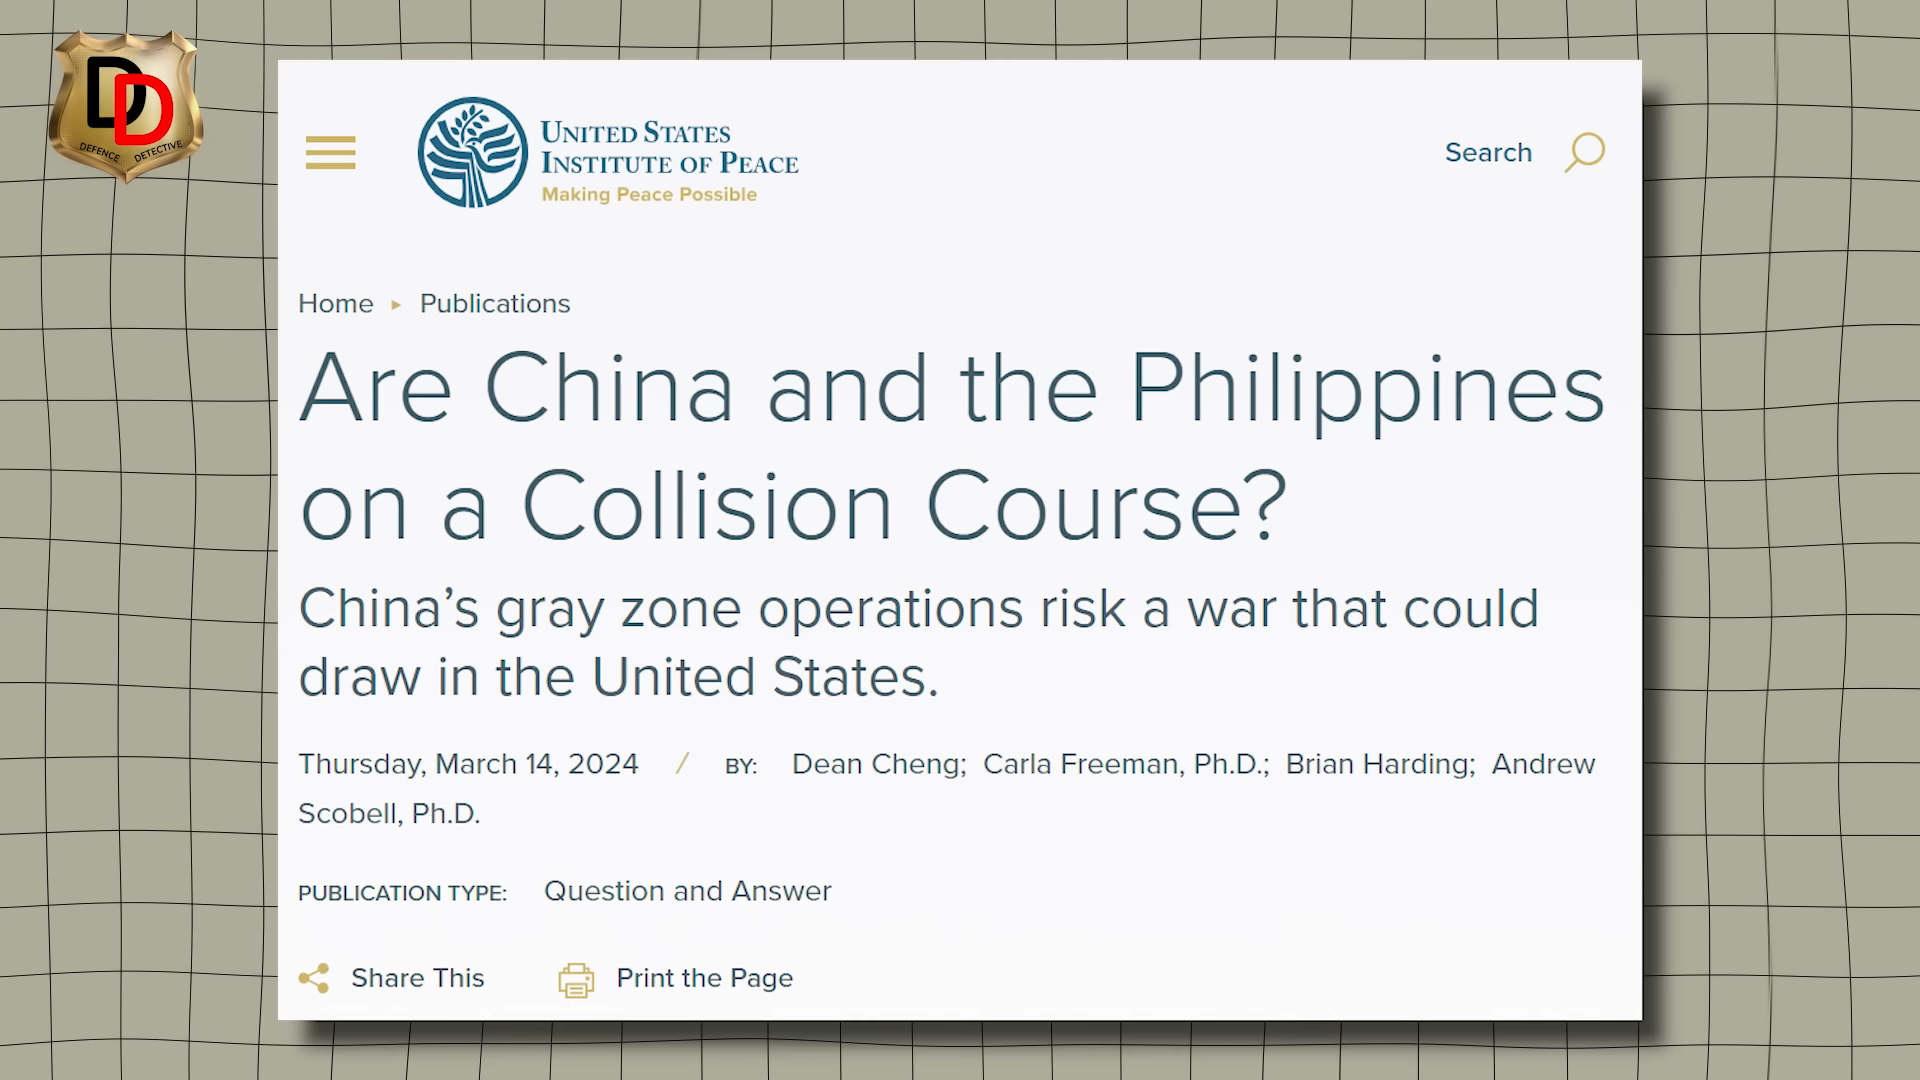 DD
DEFENCE DETECTIVE
UNITED STATES
INSTITUTE OF PEACE
Making Peace Possible
Search
Home ▸ Publications
Are China and the Philippines
on a Collision Course?
China’s gray zone operations risk a war that could
draw in the United States.
Thursday, March 14, 2024 / BY: Dean Cheng; Carla Freeman, Ph.D.; Brian Harding; Andrew
Scobell, Ph.D.
PUBLICATION TYPE: Question and Answer
Share This Print the Page